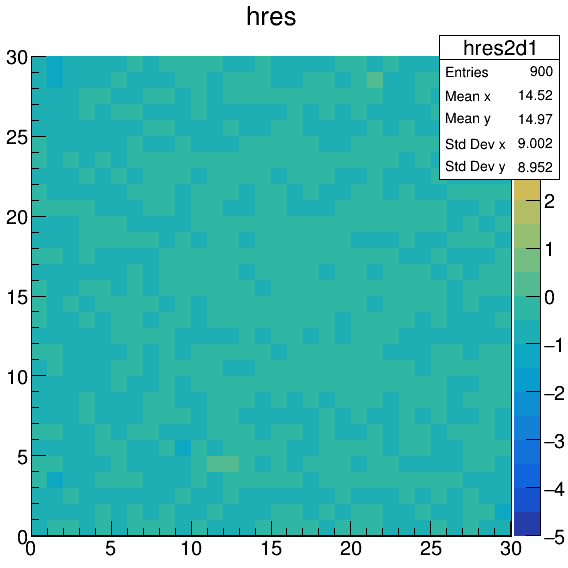 hres
hres2d1
Entries 900
Mean x 14.52
Mean y 14.97
Std Dev x 9.002
Std Dev y 8.952
30
25
20
15
10
5
0
0 5 10 15 20 25 30
2
1
0
−1
−2
−3
−4
−5